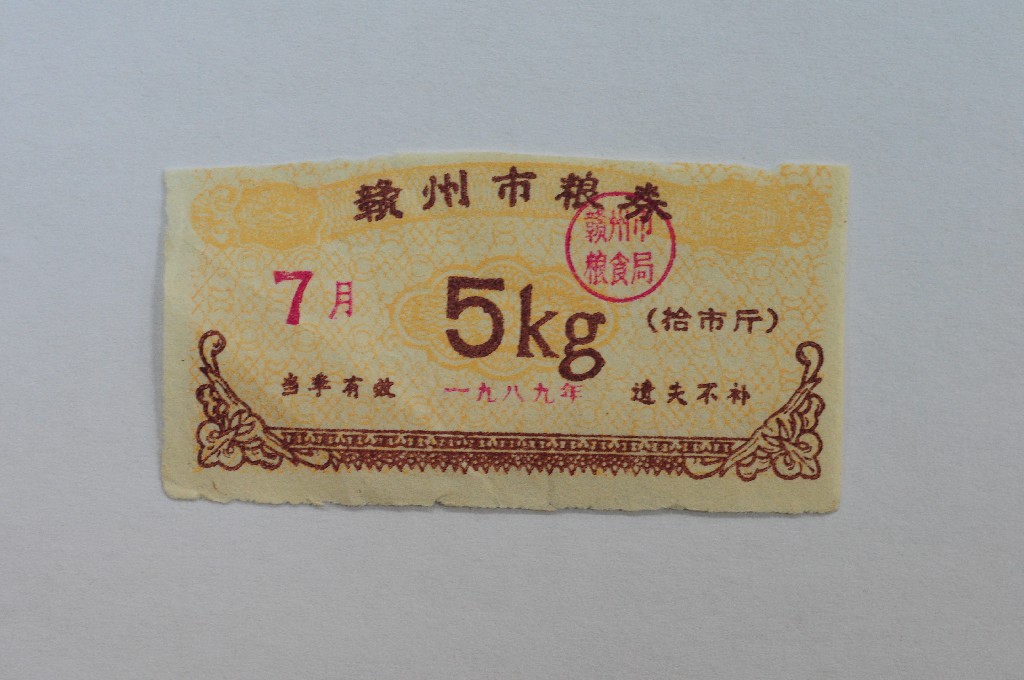 赣州市粮券
赣州市
粮食局
7月
5kg
(拾市斤)
当年有效
一九八九年
遗失不补